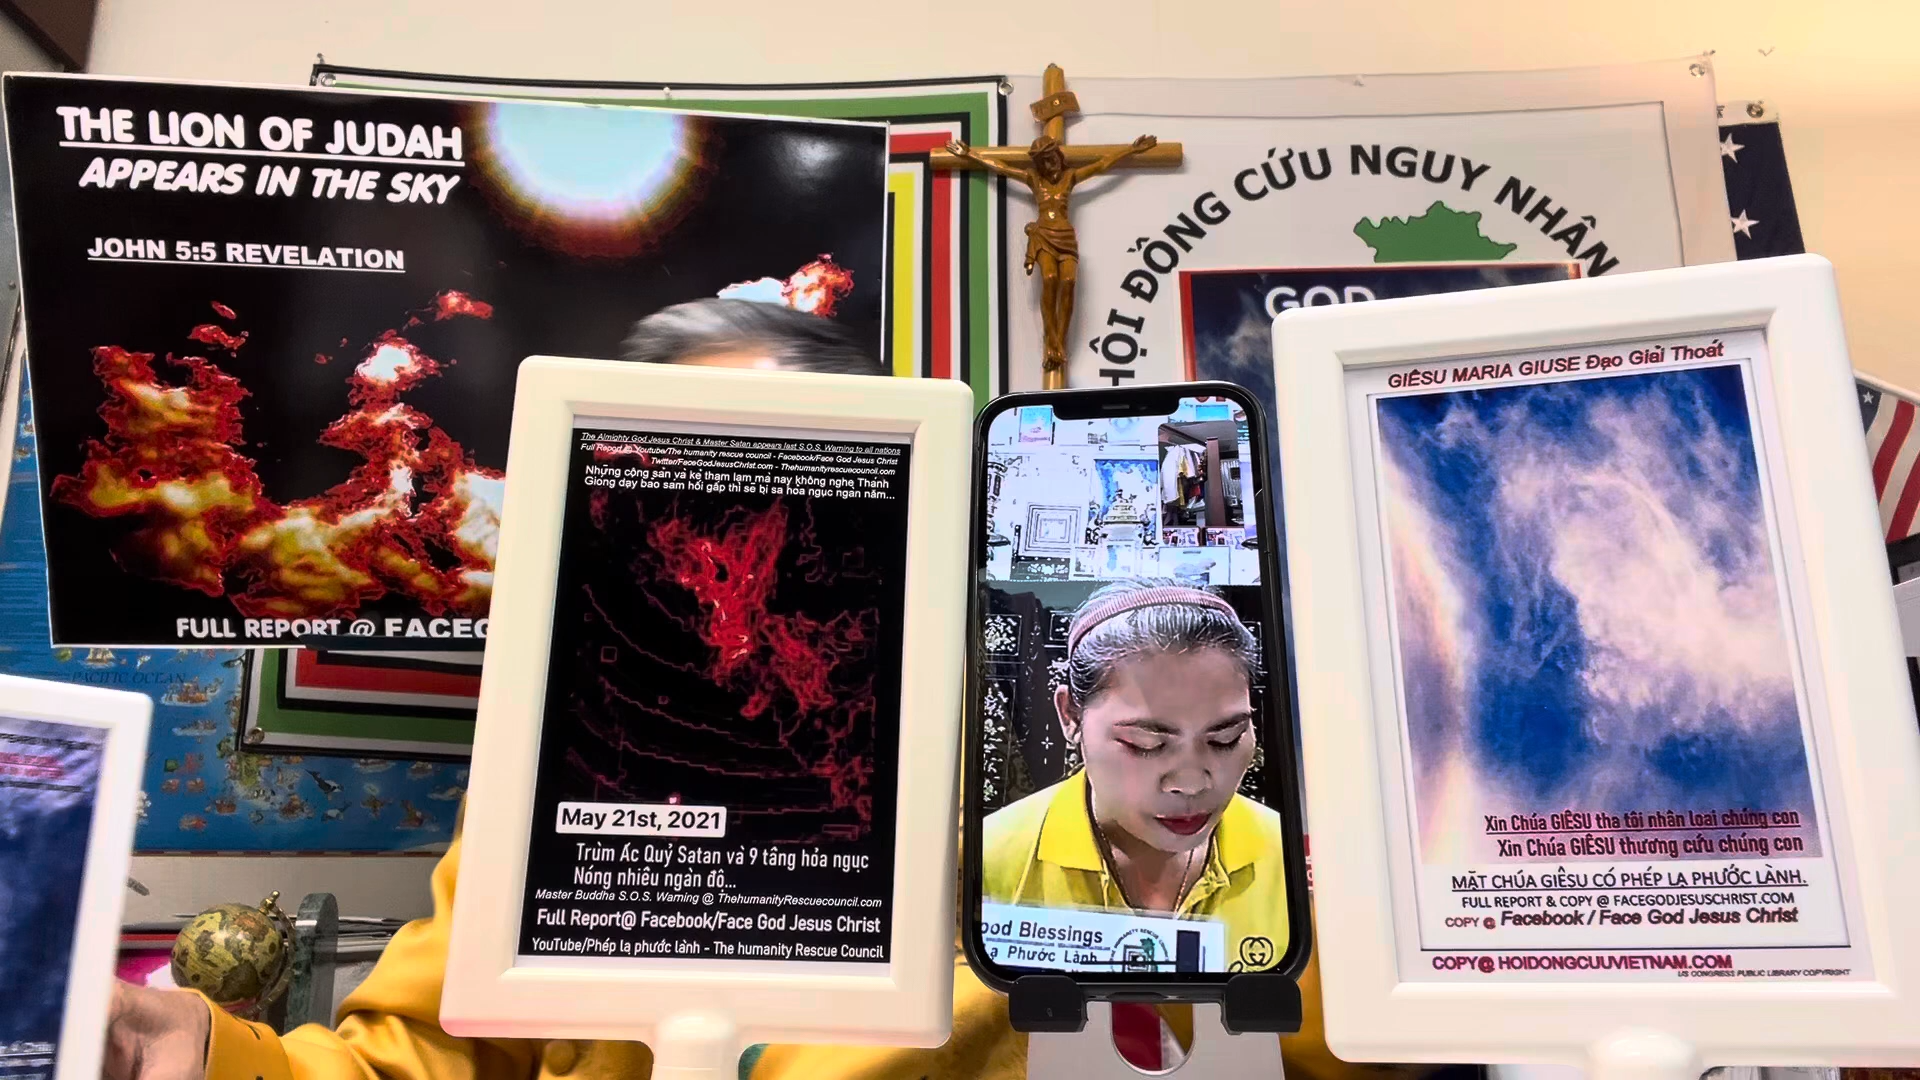 THE LION OF JUDAH
APPEARS IN THE SKY
JOHN 5:5 REVELATION
FULL REPORT @ FACEG
PACIFIC OCEAN
HỘI ĐỒNG CỨU NGUY NHÂN
GOD
The Almighty God Jesus Christ & Master Satan appears last S.O.S. Warning to all nations
Full Report @ Youtube/The humanity rescue council - Facebook/Face God Jesus Christ
Twitter/FaceGodJesusChrist.com - Thehumanityrescuecouncil.com
Những cộng sản và kẻ tham lam mà nay không nghe Thánh
Gióng dạy bảo sám hối gấp thì sẽ bị sa hỏa ngục ngàn năm...
May 21st, 2021
Trùm Ác Quỷ Satan và 9 tầng hỏa ngục
Nóng nhiều ngàn độ...
Master Buddha S.O.S. Warning @ ThehumanityRescuecouncil.com
Full Report@ Facebook/Face God Jesus Christ
YouTube/Phép lạ phước lành - The humanity Rescue Council
ood Blessings
ạ Phước Lành
GIÊSU MARIA GIUSE Đạo Giải Thoát
Xin Chúa GIÊSU tha tội nhân loại chúng con
Xin Chúa GIÊSU thương cứu chúng con
MẶT CHÚA GIÊSU CÓ PHÉP LẠ PHƯỚC LÀNH.
FULL REPORT & COPY @ FACEGODJESUSCHRIST.COM
COPY @ Facebook / Face God Jesus Christ
COPY@ HOIDONGCUUVIETNAM.COM
US CONGRESS PUBLIC LIBRARY COPYRIGHT